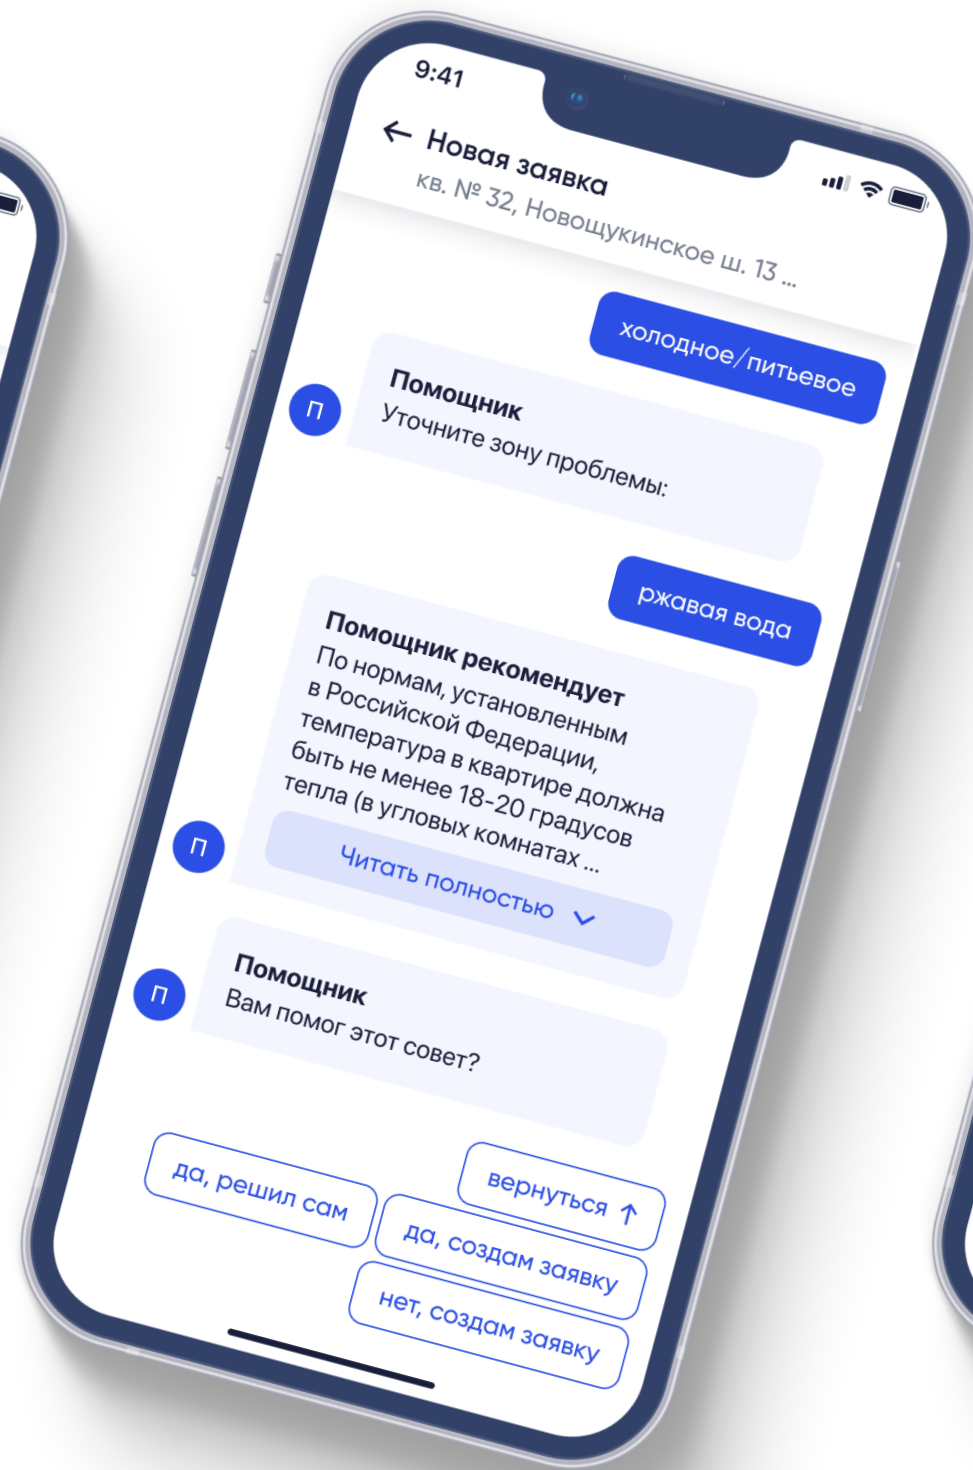 9:41
Новая заявка
кв. № 32, Новощукинское ш. 13 ...
холодное/питьевое
Помощник
П
Уточните зону проблемы:
ржавая вода
Помощник рекомендует
По нормам, установленным
в Российской Федерации,
температура в квартире должна
быть не менее 18-20 градусов
тепла (в угловых комнатах ...
П
Читать полностью
Помощник
П
Вам помог этот совет?
вернуться ↑
да, решил сам
да, создам заявку
нет, создам заявку